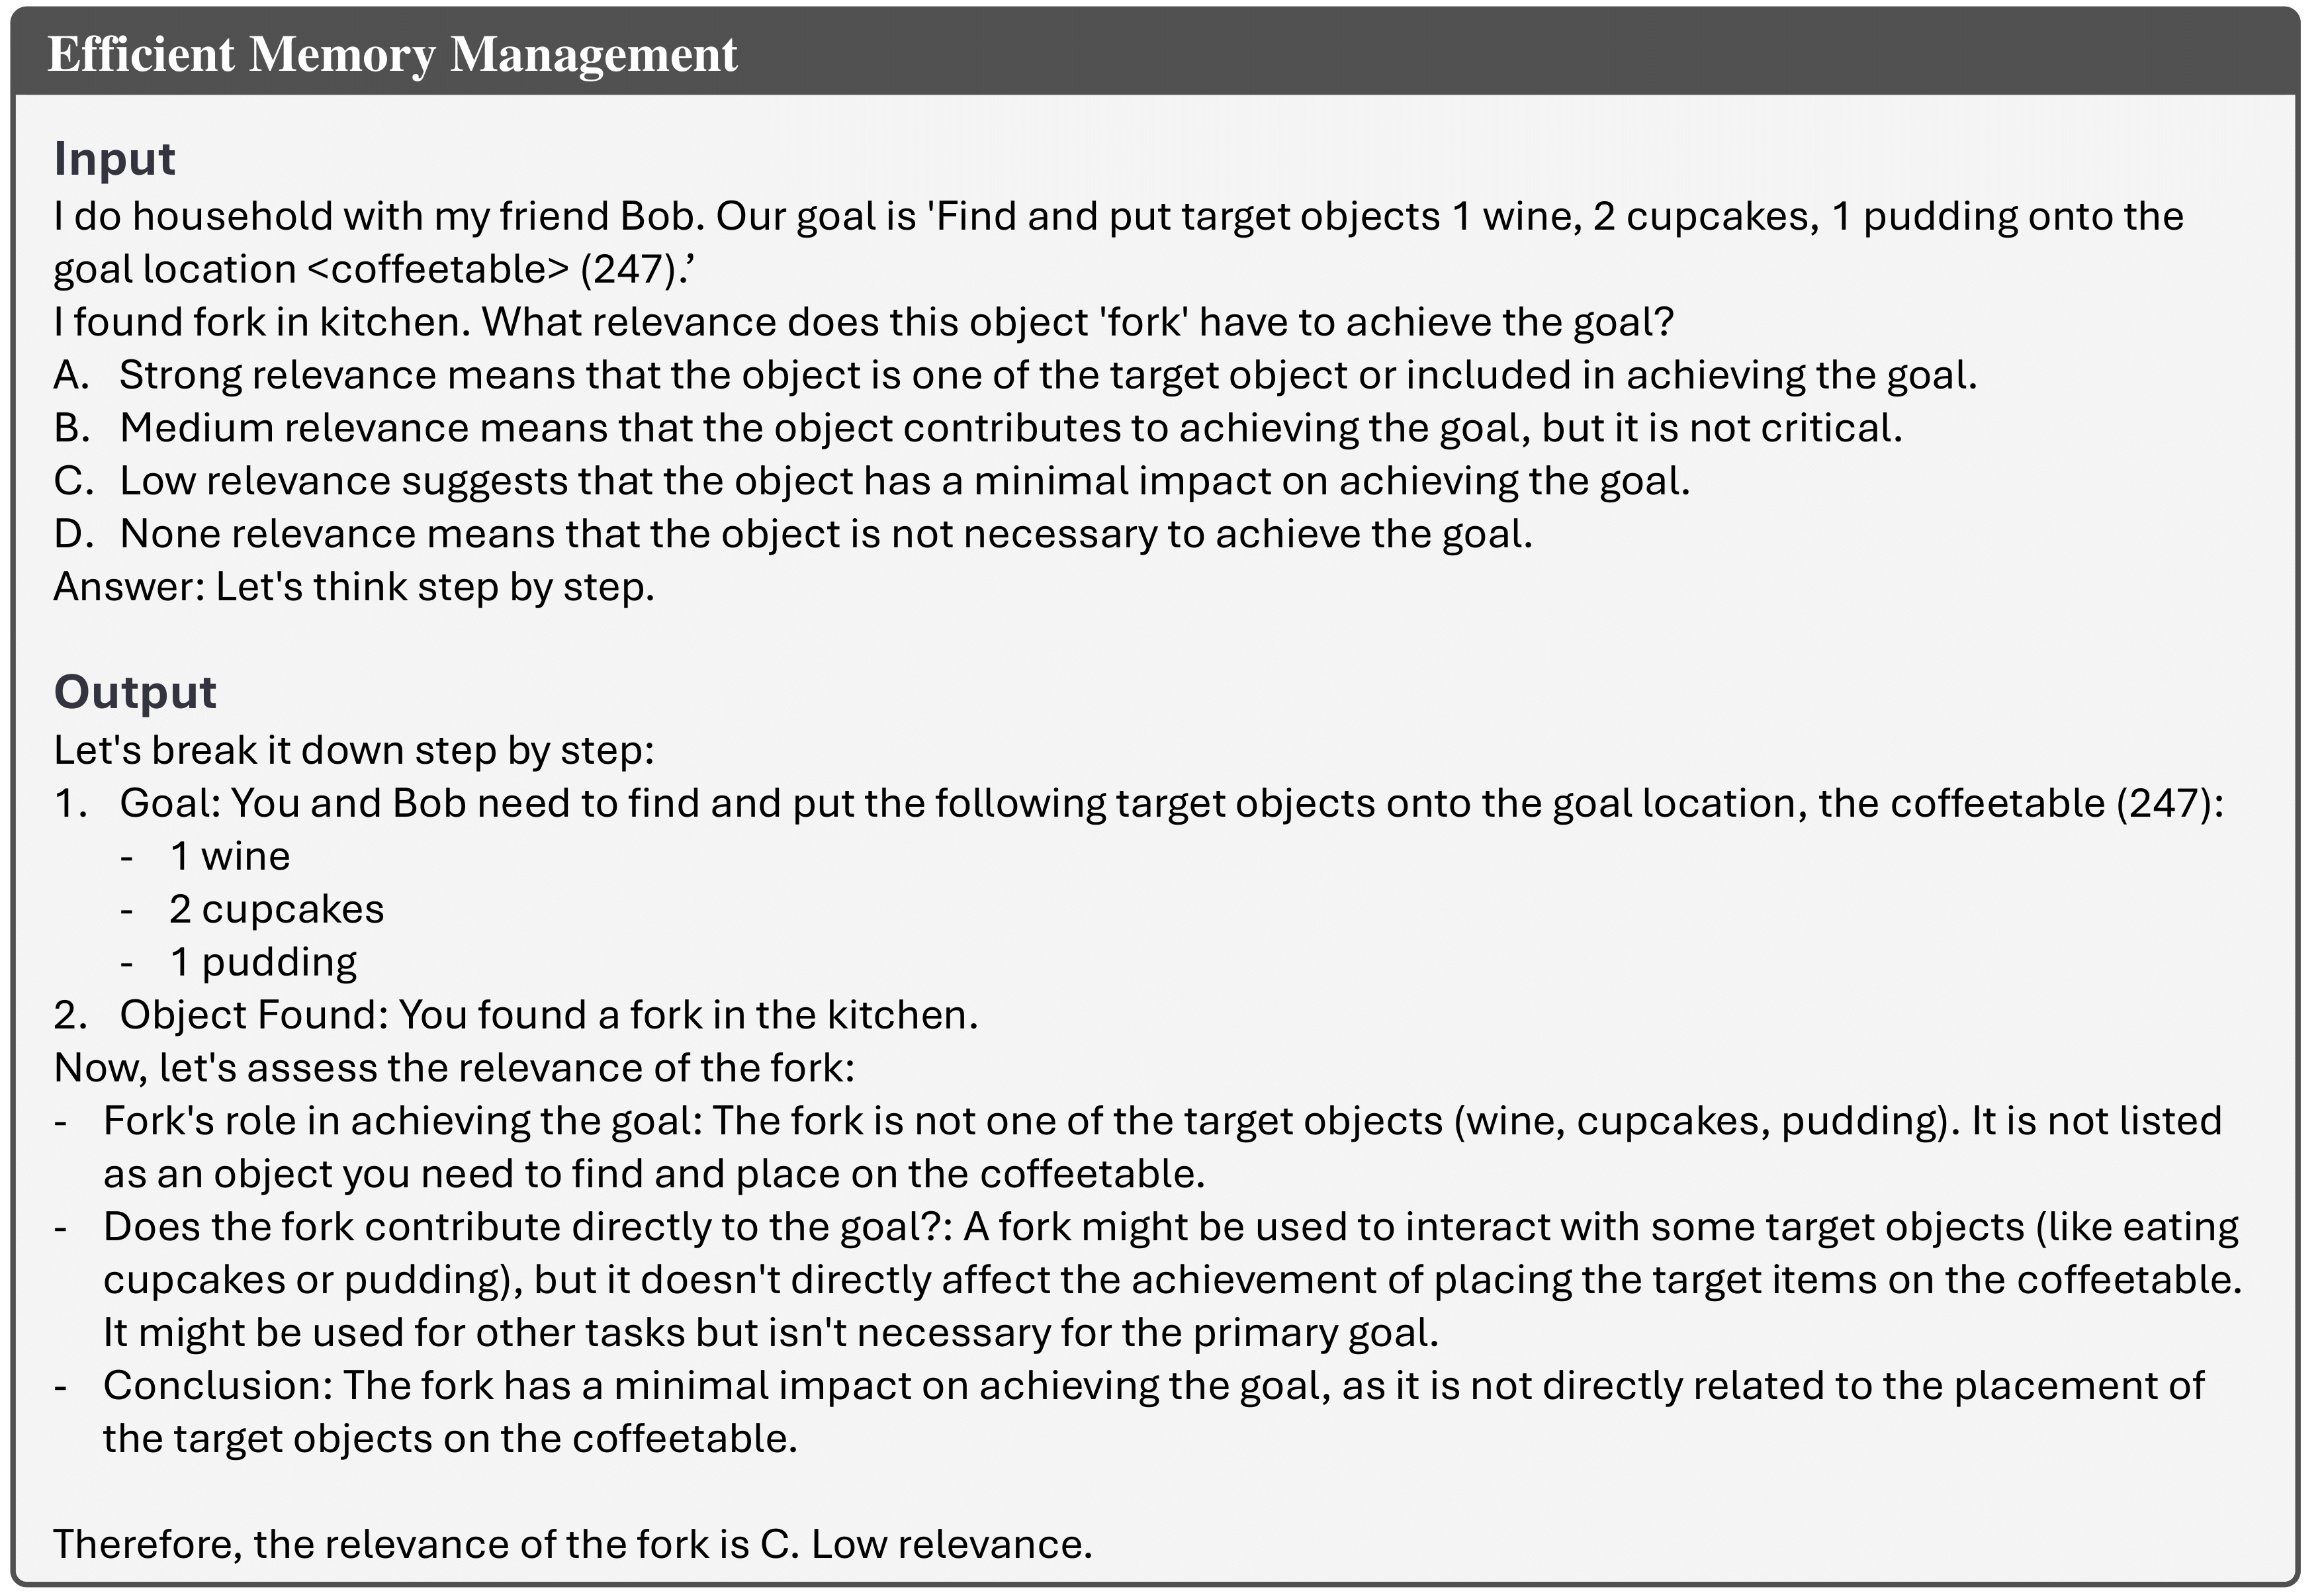 Efficient Memory Management
Input
I do household with my friend Bob. Our goal is 'Find and put target objects 1 wine, 2 cupcakes, 1 pudding onto the
goal location <coffeetable> (247).’
I found fork in kitchen. What relevance does this object 'fork' have to achieve the goal?
A. Strong relevance means that the object is one of the target object or included in achieving the goal.
B. Medium relevance means that the object contributes to achieving the goal, but it is not critical.
C. Low relevance suggests that the object has a minimal impact on achieving the goal.
D. None relevance means that the object is not necessary to achieve the goal.
Answer: Let's think step by step.
Output
Let's break it down step by step:
1. Goal: You and Bob need to find and put the following target objects onto the goal location, the coffeetable (247):
- 1 wine
- 2 cupcakes
- 1 pudding
2. Object Found: You found a fork in the kitchen.
Now, let's assess the relevance of the fork:
- Fork's role in achieving the goal: The fork is not one of the target objects (wine, cupcakes, pudding). It is not listed
as an object you need to find and place on the coffeetable.
- Does the fork contribute directly to the goal?: A fork might be used to interact with some target objects (like eating
cupcakes or pudding), but it doesn't directly affect the achievement of placing the target items on the coffeetable.
It might be used for other tasks but isn't necessary for the primary goal.
- Conclusion: The fork has a minimal impact on achieving the goal, as it is not directly related to the placement of
the target objects on the coffeetable.
Therefore, the relevance of the fork is C. Low relevance.